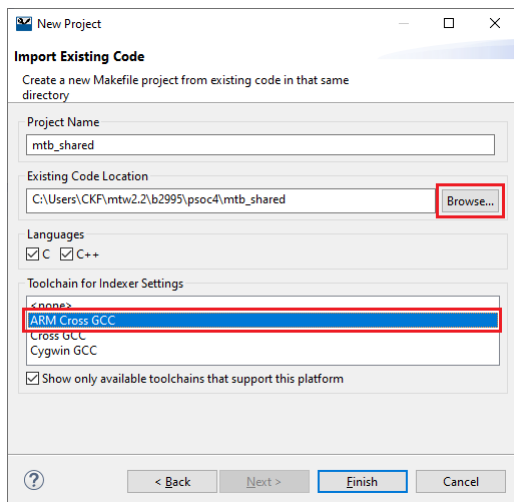 New Project
Import Existing Code
Create a new Makefile project from existing code in that same
directory
Project Name
mtb_shared
Existing Code Location
C:\Users\CKF\mtw2.2\b2995\psoc4\mtb_shared
Browse...
Languages
C C++
Toolchain for Indexer Settings
<none>
ARM Cross GCC
Cross GCC
Cygwin GCC
Show only available toolchains that support this platform
? < Back Next > Finish Cancel